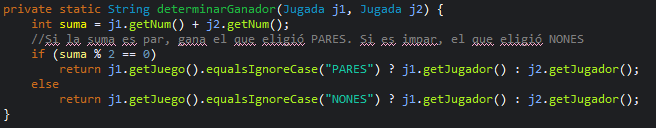 private static String determinarGanador(Jugada j1, Jugada j2) {
    int suma = j1.getNum() + j2.getNum();
    //Si la suma es par, gana el que eligió PARES. Si es impar, el que eligió NONES
    if (suma % 2 == 0)
        return j1.getJuego().equalsIgnoreCase("PARES") ? j1.getJugador() : j2.getJugador();
    else
        return j1.getJuego().equalsIgnoreCase("NONES") ? j1.getJugador() : j2.getJugador();
}